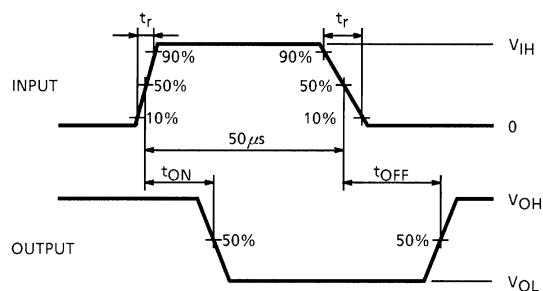 tr
tr
90%
90%
VIH
INPUT
50%
50%
10%
10%
0
50μs
tON
tOFF
VOH
OUTPUT
50%
50%
VOL